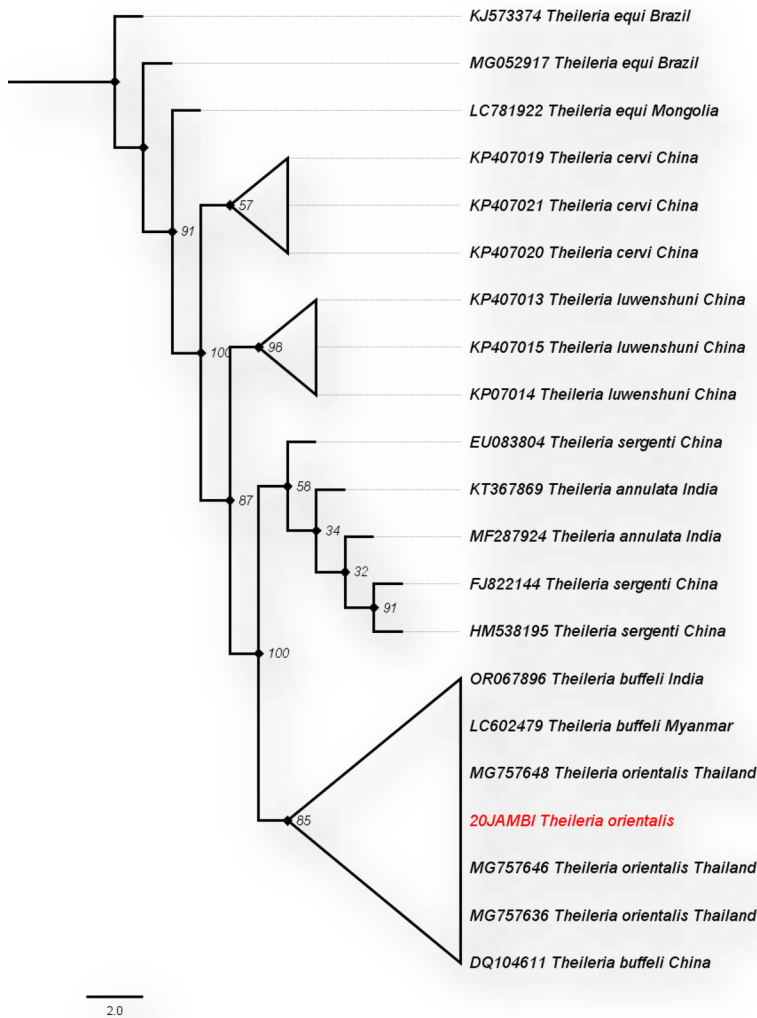 KJ573374 Theileria equi Brazil
MG052917 Theileria equi Brazil
LC781922 Theileria equi Mongolia
KP407019 Theileria cervi China
57
KP407021 Theileria cervi China
91
KP407020 Theileria cervi China
KP407013 Theileria luwenshuni China
98
KP407015 Theileria luwenshuni China
100
KP07014 Theileria luwenshuni China
EU083804 Theileria sergenti China
58
KT367869 Theileria annulata India
87
34
MF287924 Theileria annulata India
32
FJ822144 Theileria sergenti China
91
HM538195 Theileria sergenti China
100
OR067896 Theileria buffeli India
LC602479 Theileria buffeli Myanmar
MG757648 Theileria orientalis Thailand
85
20JAMBI Theileria orientalis
MG757646 Theileria orientalis Thailand
MG757636 Theileria orientalis Thailand
DQ104611 Theileria buffeli China
2.0